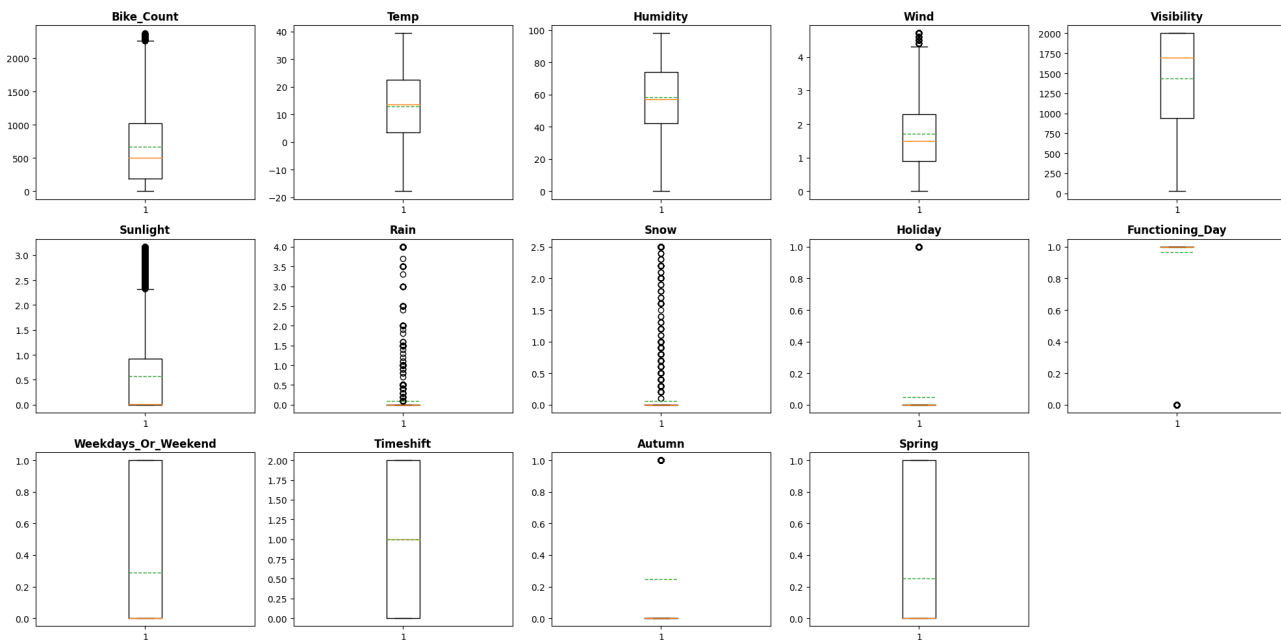 Bike_Count Temp Humidity Wind Visibility
2000 40 100 4 2000
1500 30 80 3 1750
1000 20 60 2 1500
500 10 40 1 1250
0 0 20 0 1000
−10 0 750
−20 500
250
0
1 1 1 1 1
Sunlight Rain Snow Holiday Functioning_Day
3.0 4.0 2.5 1.0 1.0
2.5 3.5 2.0 0.8 0.8
2.0 3.0 1.5 0.6 0.6
1.5 2.5 1.0 0.4 0.4
1.0 2.0 0.5 0.2 0.2
0.5 1.5 0.0 0.0 0.0
0.0 1.0
0.5
0.0
1 1 1 1 1
Weekdays_Or_Weekend Timeshift Autumn Spring
1.0 2.00 1.0 1.0
0.8 1.75 0.8 0.8
0.6 1.50 0.6 0.6
0.4 1.25 0.4 0.4
0.2 1.00 0.2 0.2
0.0 0.75 0.0 0.0
0.50
0.25
0.00
1 1 1 1